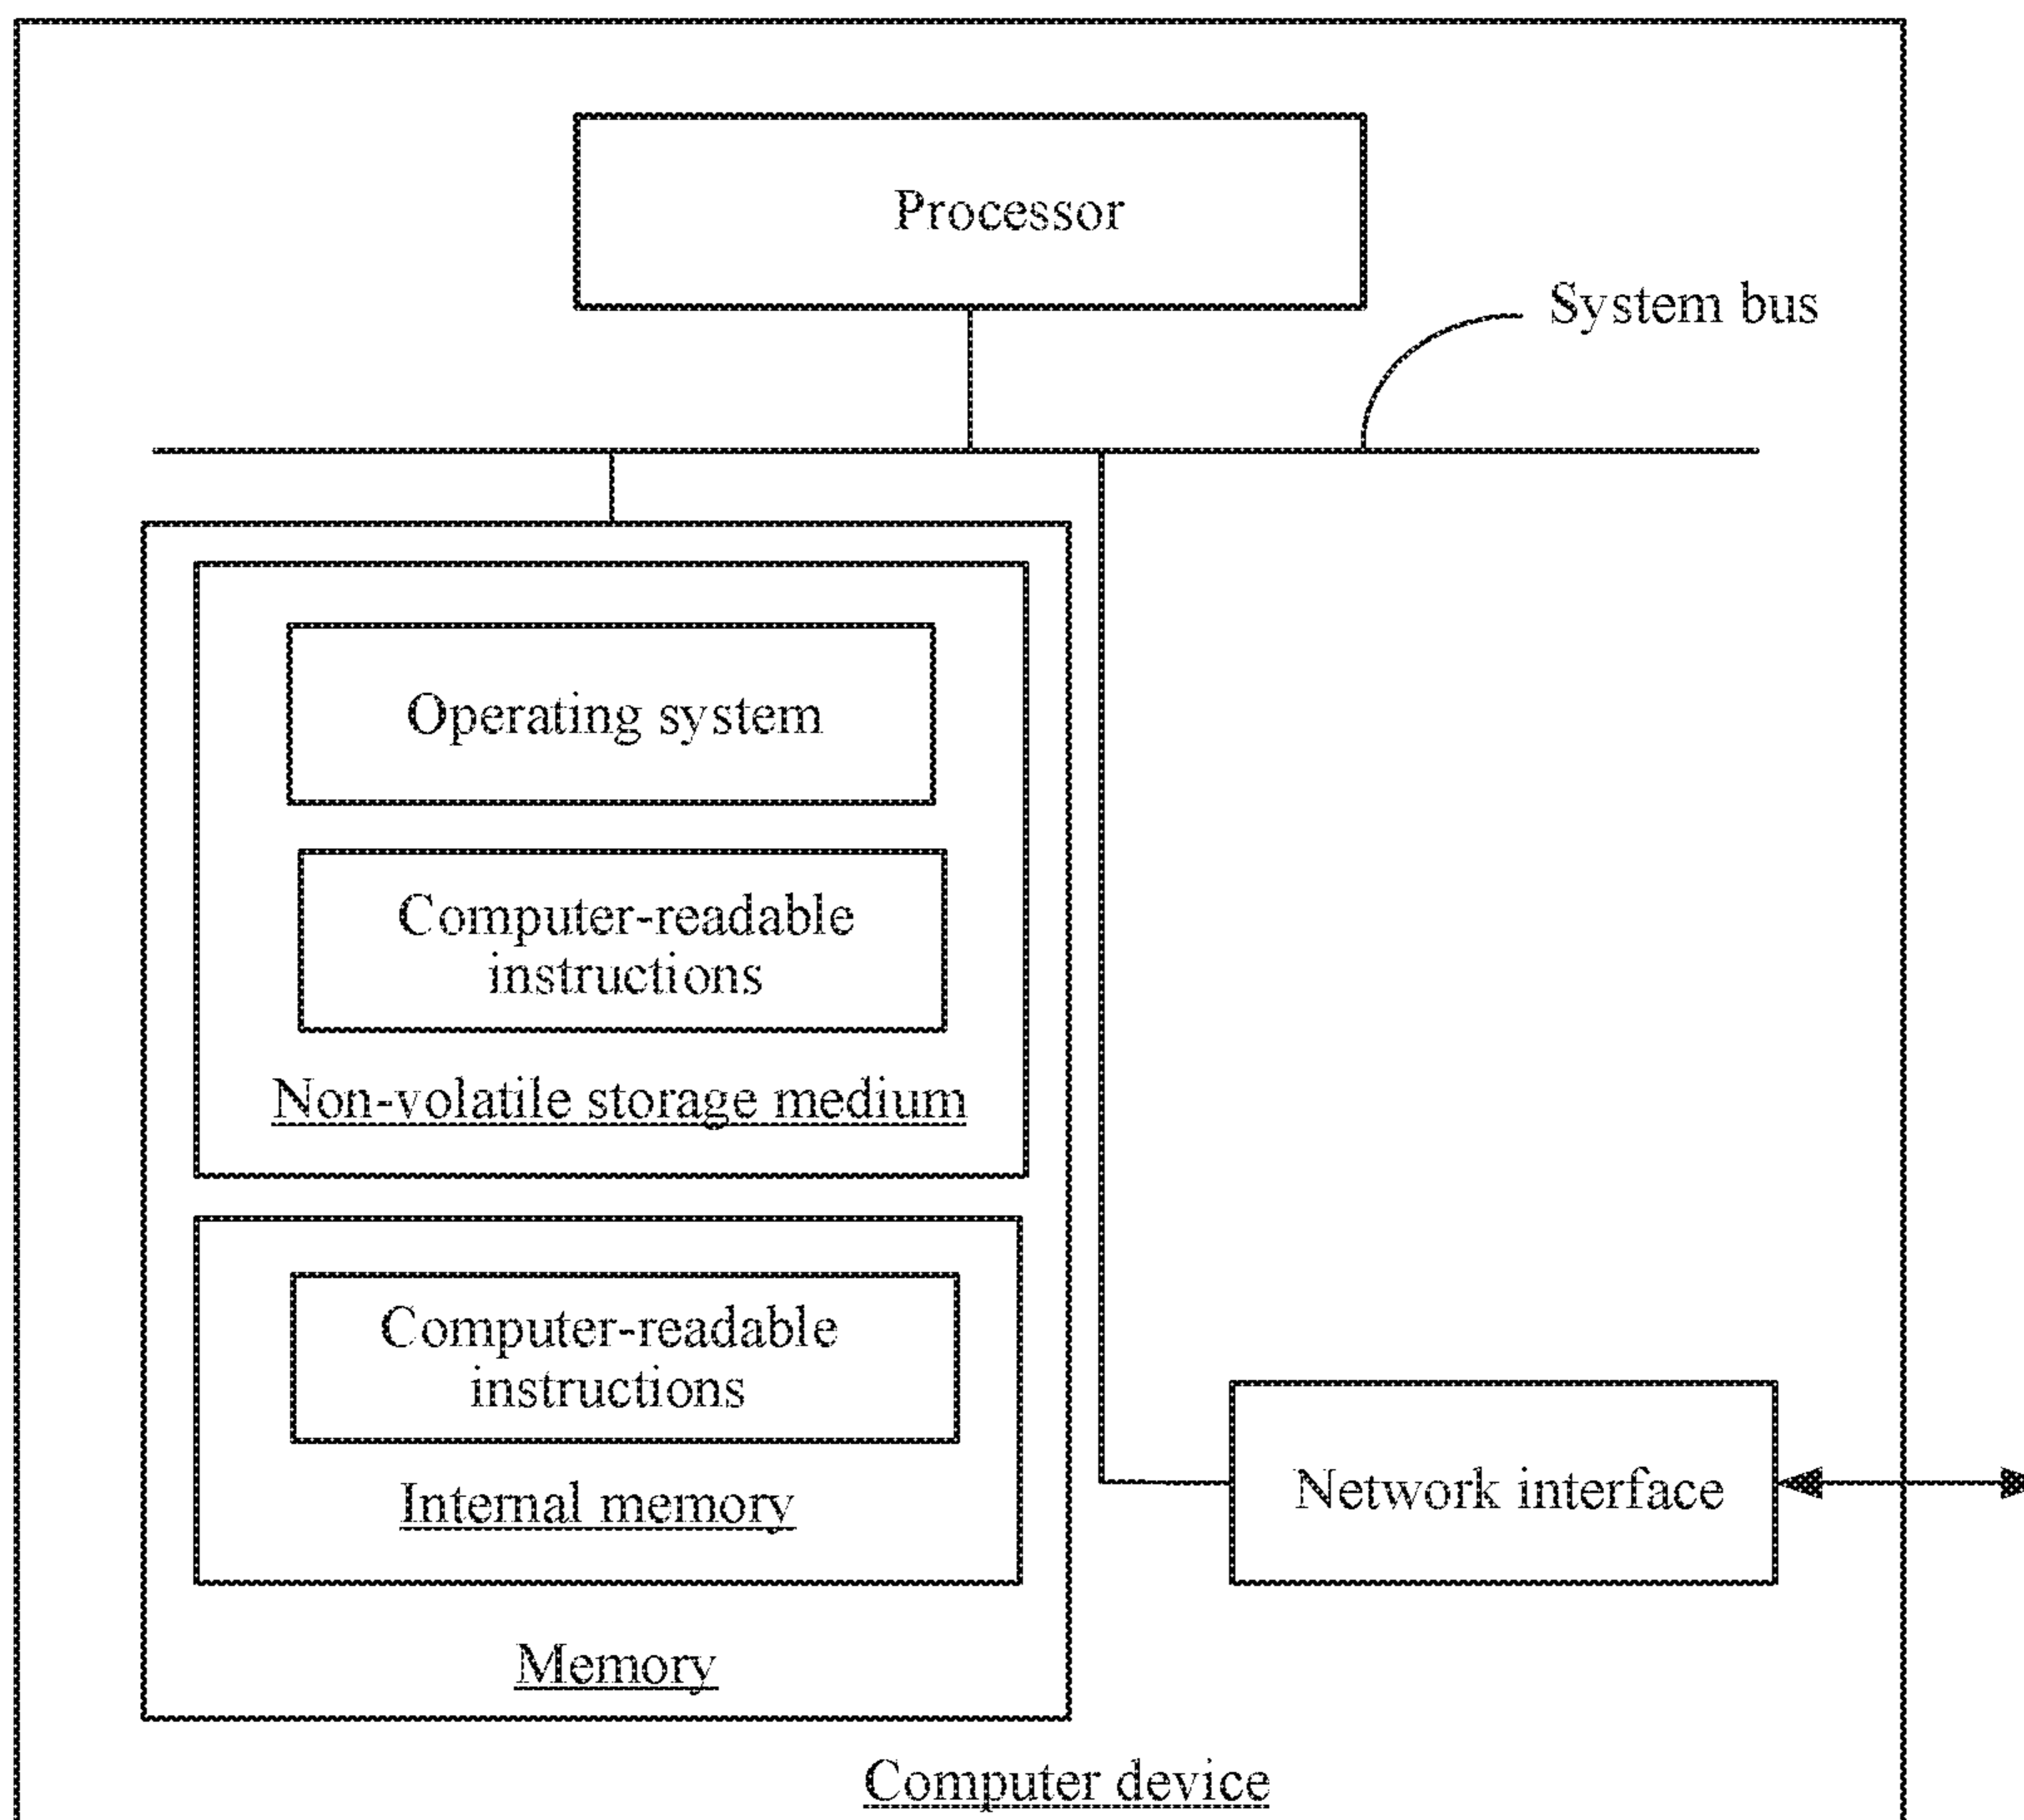 Processor
System bus
Operating system
Computer-readable
instructions
Non-volatile storage medium
Computer-readable
instructions
Internal memory
Network interface
Memory
Computer device